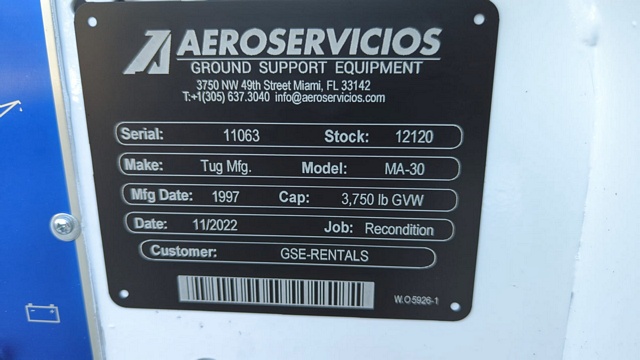 AEROSERVICIOS
GROUND SUPPORT EQUIPMENT
3750 NW 49th Street Miami, FL 33142
T:+1(305) 637.3040 info@aeroservicios.com
Serial: 11063 Stock: 12120
Make: Tug Mfg. Model: MA-30
Mfg Date: 1997 Cap: 3,750 lb GVW
Date: 11/2022 Job: Recondition
Customer: GSE-RENTALS
W.O 5926-1